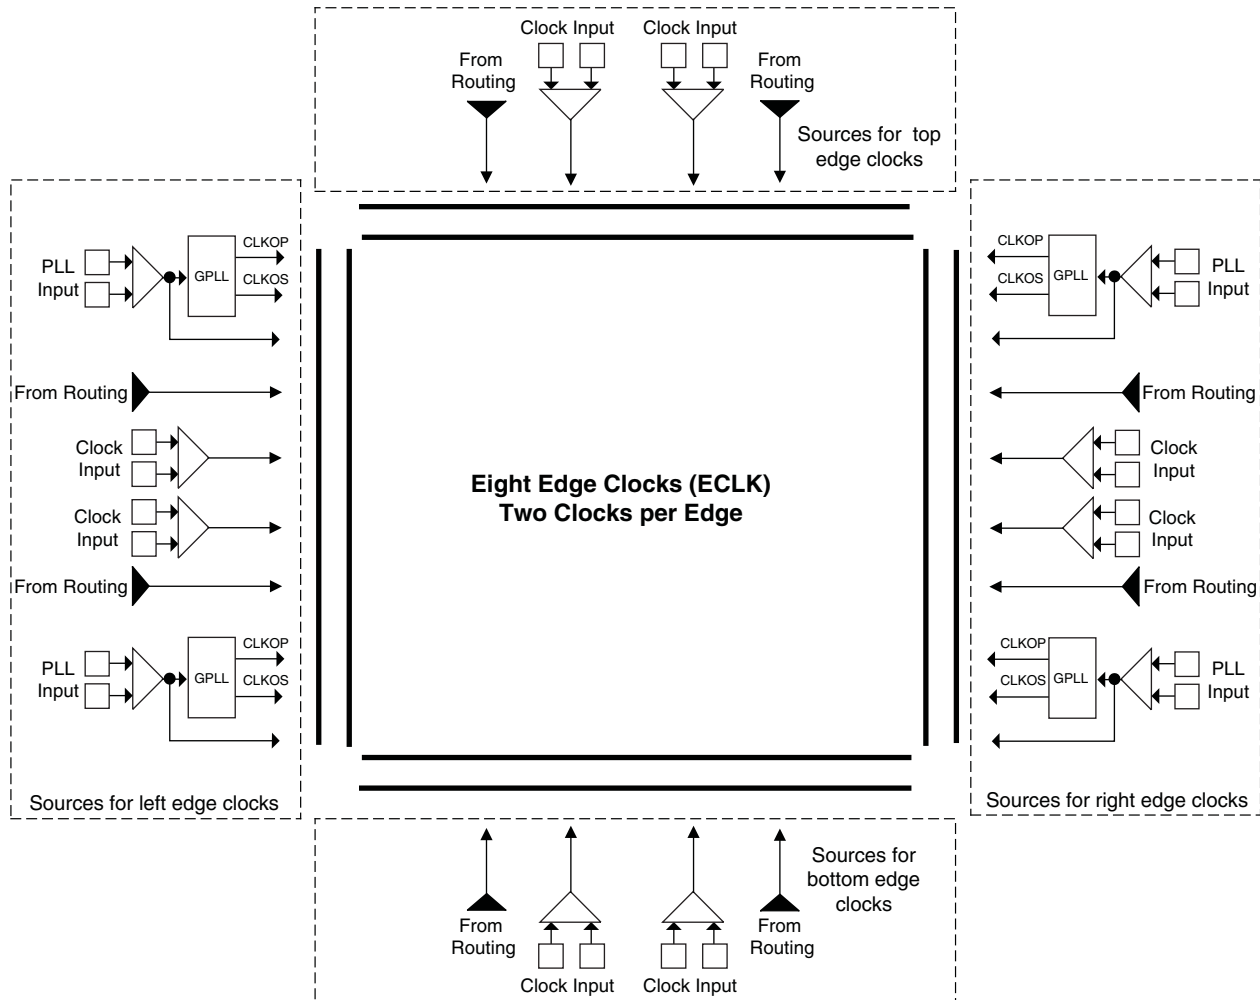 Clock Input
Clock Input
From
Routing
From
Routing
Sources for top
edge clocks
PLL
Input
GPLL
CLKOP
CLKOS
From Routing
Clock
Input
Clock
Input
From Routing
PLL
Input
GPLL
CLKOP
CLKOS
Sources for left edge clocks
Eight Edge Clocks (ECLK)
Two Clocks per Edge
CLKOP
CLKOS
GPLL
PLL
Input
From Routing
Clock
Input
Clock
Input
From Routing
CLKOP
CLKOS
GPLL
PLL
Input
Sources for right edge clocks
From
Routing
Clock Input
Clock Input
From
Routing
Sources for
bottom edge
clocks